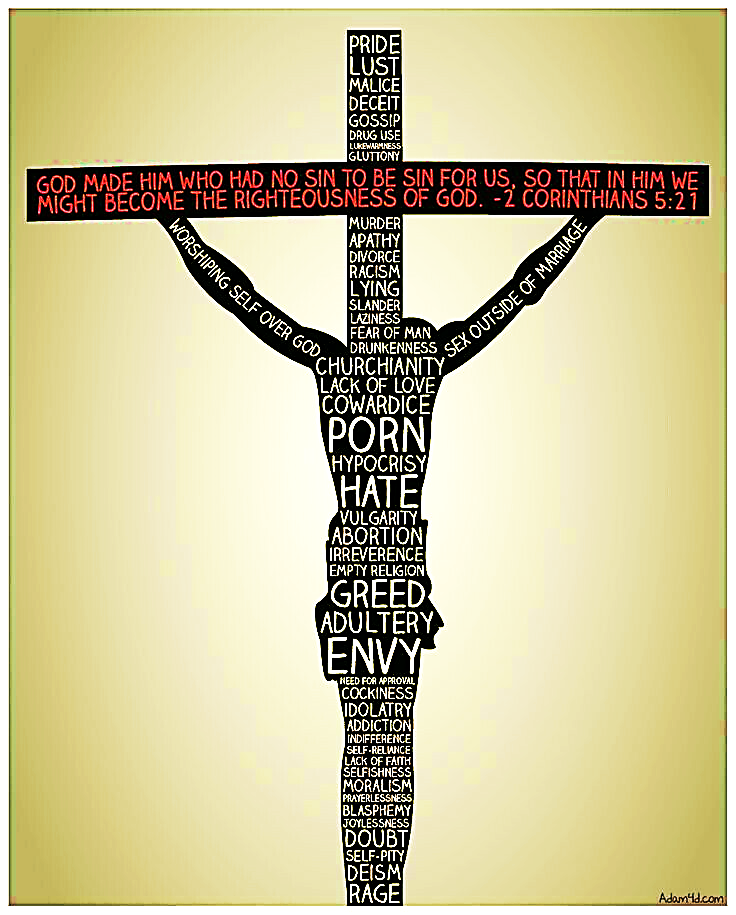 PRIDE
LUST
MALICE
DECEIT
GOSSIP
DRUG USE
LUKEWARMNESS
GLUTTONY
GOD MADE HIM WHO HAD NO SIN TO BE SIN FOR US, SO THAT IN HIM WE
MIGHT BECOME THE RIGHTEOUSNESS OF GOD. -2 CORINTHIANS 5:21
MURDER
APATHY
DIVORCE
RACISM
LYING
SLANDER
LAZINESS
FEAR OF MAN
DRUNKENNESS
WORSHIPING SELF OVER GOD
SEX OUTSIDE OF MARRIAGE
CHURCHIANITY
LACK OF LOVE
COWARDICE
PORN
HYPOCRISY
HATE
VULGARITY
ABORTION
IRREVERENCE
EMPTY RELIGION
GREED
ADULTERY
ENVY
NEED FOR APPROVAL
COCKINESS
IDOLATRY
ADDICTION
INDIFFERENCE
SELF-RELIANCE
LACK OF FAITH
SELFISHNESS
MORALISM
PRAYERLESSNESS
BLASPHEMY
JOYLESSNESS
DOUBT
SELF-PITY
DEISM
RAGE
Adam4d.com